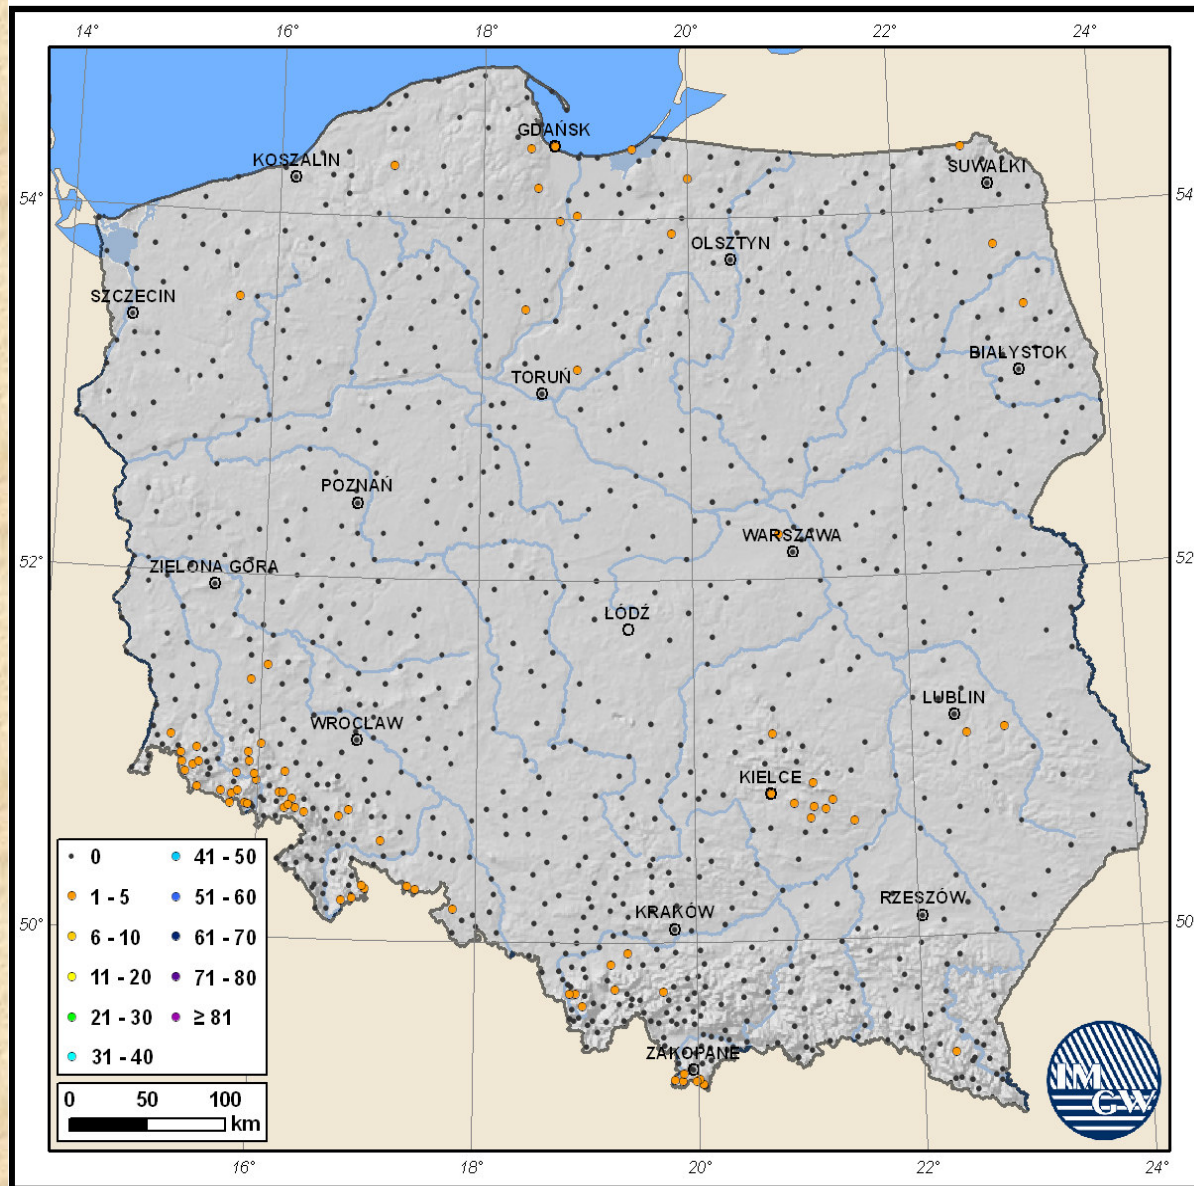 14° 16° 18° 20° 22° 24°
GDAŃSK
KOSZALIN
SUWAŁKI
54° 54°
OLSZTYN
SZCZECIN
BIAŁYSTOK
TORUŃ
POZNAŃ
WARSZAWA
52° 52°
ZIELONA GÓRA
ŁÓDŹ
LUBLIN
WROCŁAW
KIELCE
0 41 - 50
1 - 5 51 - 60
6 - 10 61 - 70
11 - 20 71 - 80
21 - 30 ≥ 81
31 - 40
RZESZÓW
50° KRAKÓW 50°
ZAKOPANE
0 50 100
km
IM
GW
16° 18° 20° 22° 24°